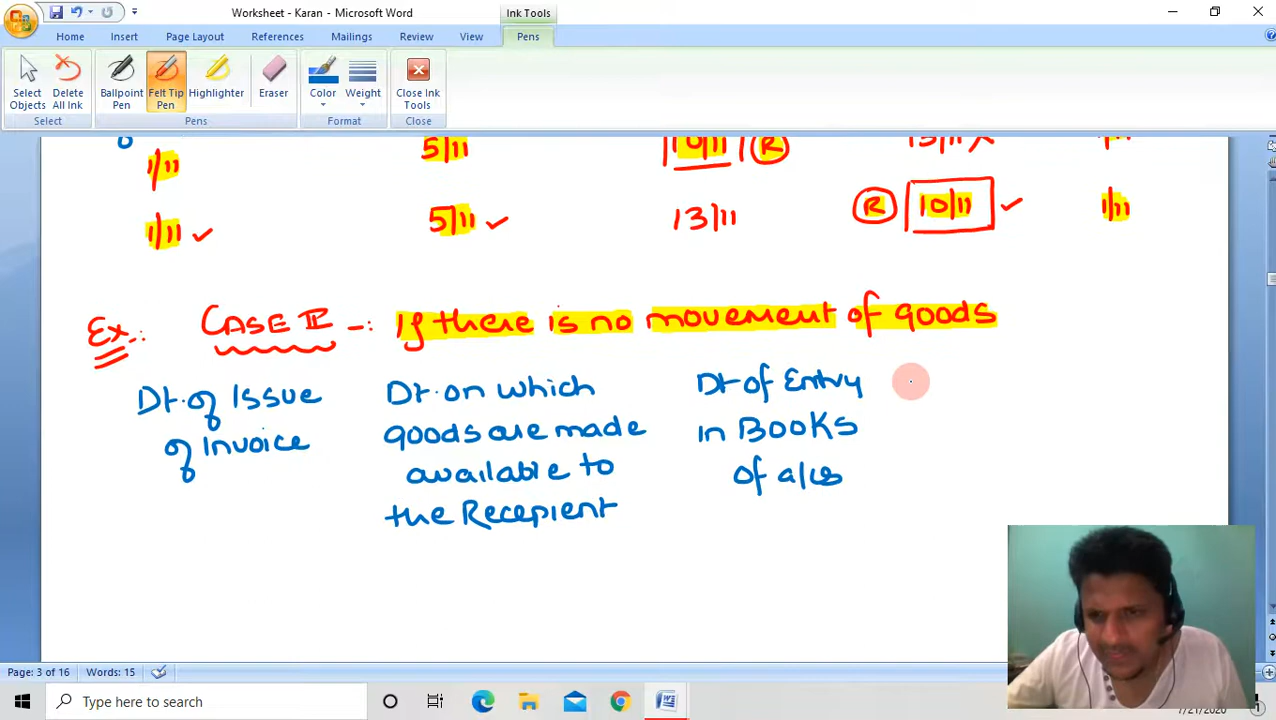 Worksheet - Karan - Microsoft Word
Ink Tools
Home Insert Page Layout References Mailings Review View Pens
Select Objects
Delete All Ink
Ballpoint Pen
Felt Tip Pen
Highlighter
Eraser
Color
Weight
Close Ink Tools
Select Pens Format Close
1/11 5/11 10/11 R
1/11 5/11 13/11 R 10/11 1/11
Ex-: CASE II -: If there is no movement of goods
Dt. of Issue
of Invoice
Dt. on which
goods are made
available to
the Recepient
Dt of Entry
in Books
of a/cs
Page: 3 of 16 Words: 15
Type here to search
7/21/2020